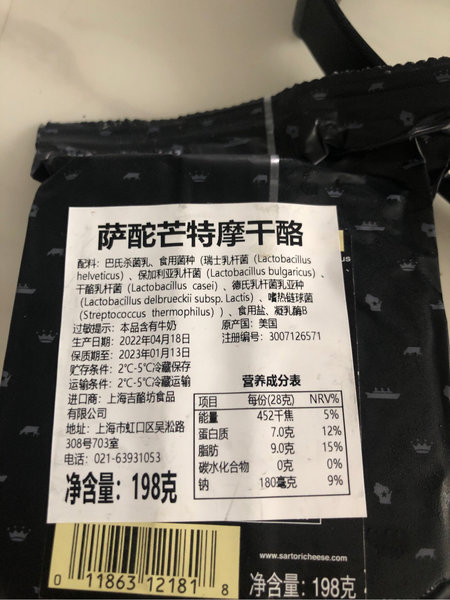 萨酡芒特摩干酪
配料：巴氏杀菌乳、食用菌种（瑞士乳杆菌（Lactobacillus
helveticus）、保加利亚乳杆菌（Lactobacillus bulgaricus）、
干酪乳杆菌（Lactobacillus casei）、德氏乳杆菌乳亚种
（Lactobacillus delbrueckii subsp. Lactis）、嗜热链球菌
（Streptococcus thermophilus））、食用盐、凝乳酶B
过敏提示：本品含有牛奶 原产国：美国
生产日期：2022年04月18日 注册编号：3007126571
保质期至：2023年01月13日
贮存条件：2℃-5℃冷藏保存
运输条件：2℃-5℃冷藏运输
进口商：上海吉酪坊食品
有限公司
地址：上海市虹口区吴淞路
308号703室
电话：021-63931053
净含量：198克
营养成分表
项目 每份(28克) NRV%
能量 452千焦 5%
蛋白质 7.0克 12%
脂肪 9.0克 15%
碳水化合物 0克 0%
钠 180毫克 9%
www.sartoricheese.com
0 11863 12181 8
净含量：198克